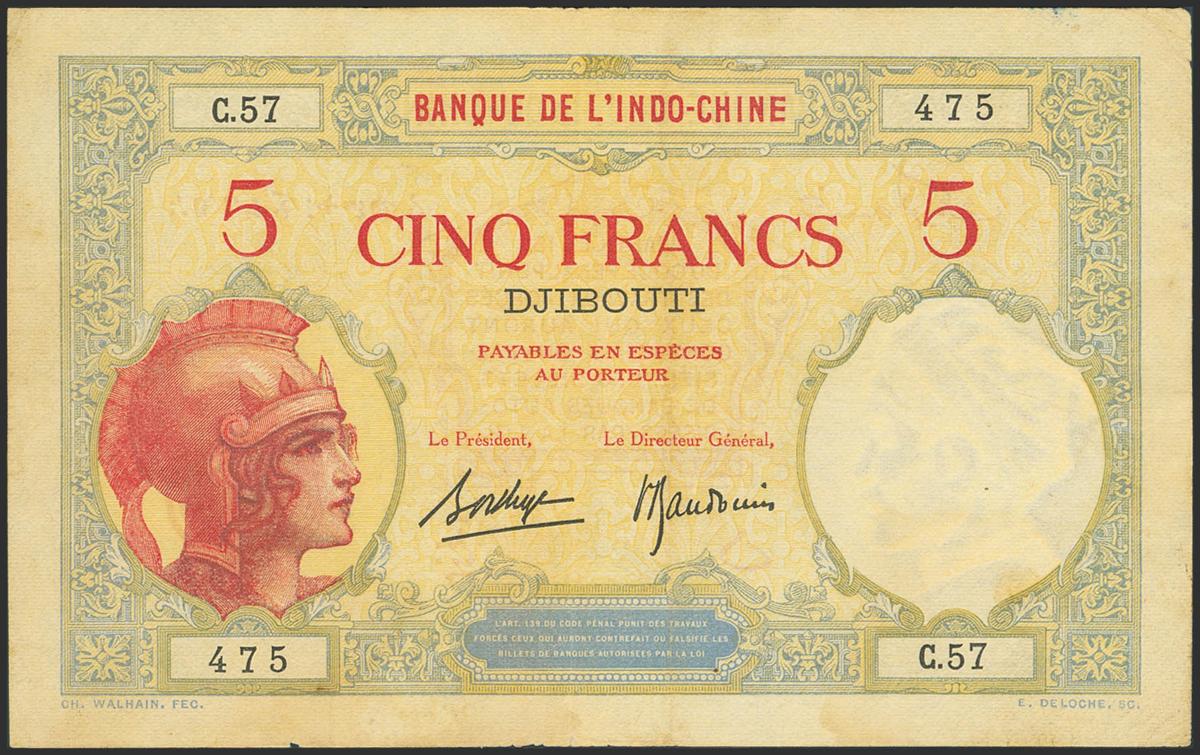 C.57
BANQUE DE L'INDO-CHINE
475
5
CINQ FRANCS
5
DJIBOUTI
PAYABLES EN ESPÈCES
AU PORTEUR
Le Président,
Le Directeur Général,
L'ART. 139 DU CODE PÉNAL PUNIT DES TRAVAUX
FORCÉS CEUX QUI AURONT CONTREFAIT OU FALSIFIÉ LES
BILLETS DE BANQUES AUTORISÉES PAR LA LOI
475
C.57
CH. WALHAIN, FEC.
E. DELOCHE, SC.